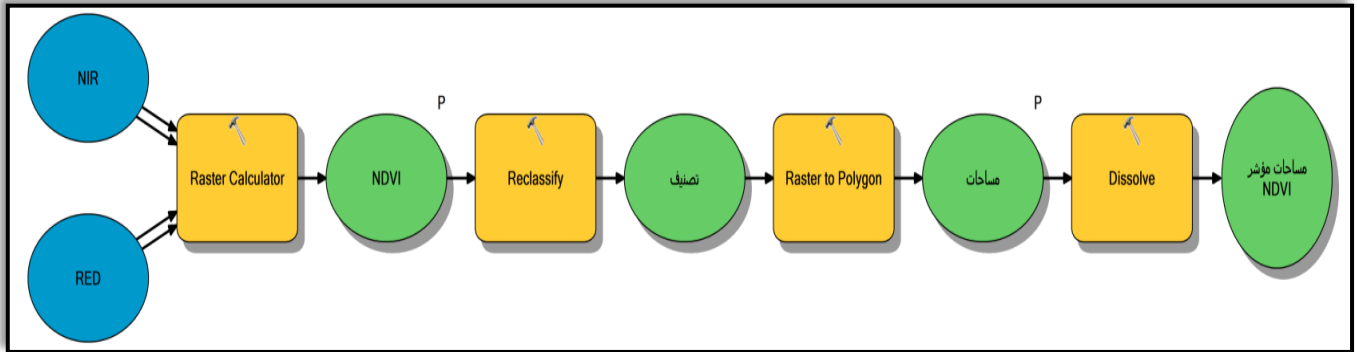 NIR
RED
Raster Calculator
NDVI
P
Reclassify
تصنيف
Raster to Polygon
مساحات
P
Dissolve
مساحات مؤشر
NDVI